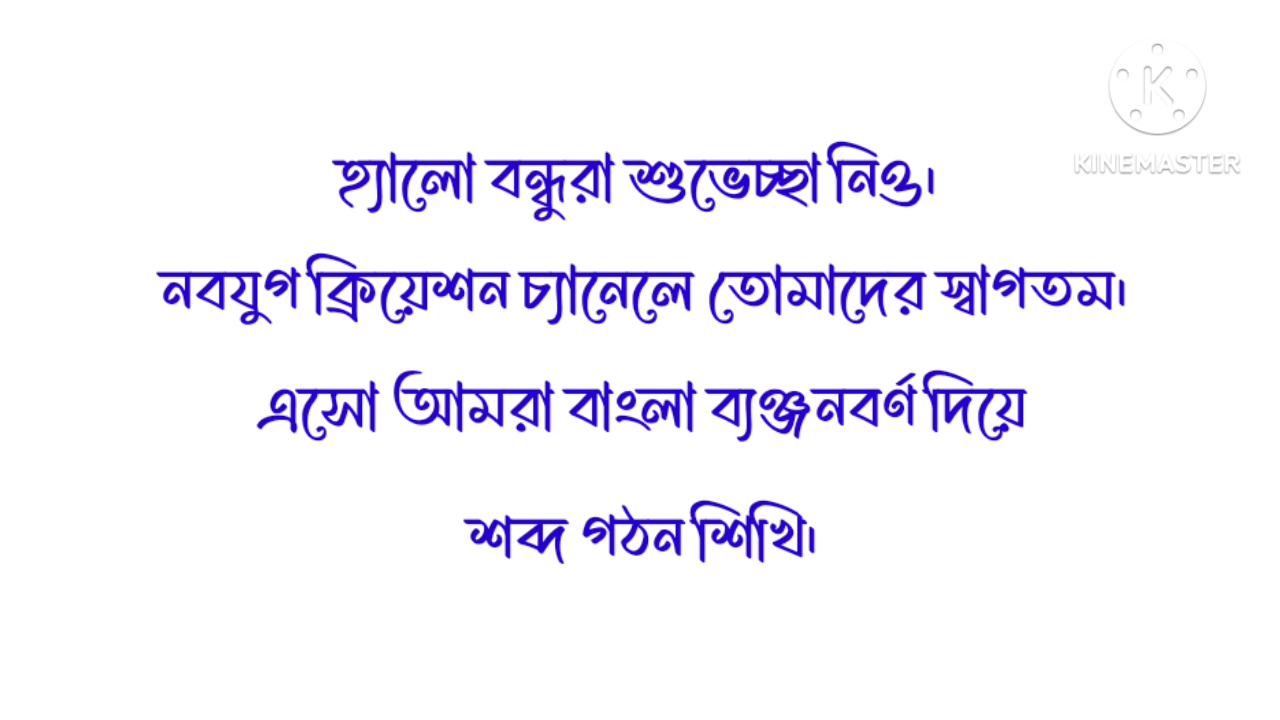 হ্যালো বন্ধুরা শুভেচ্ছা নিও।
নবযুগ ক্রিয়েশন চ্যানেলে তোমাদের স্বাগতম।
এসো আমরা বাংলা ব্যঞ্জনবর্ণ দিয়ে
শব্দ গঠন শিখি।
KINEMASTER